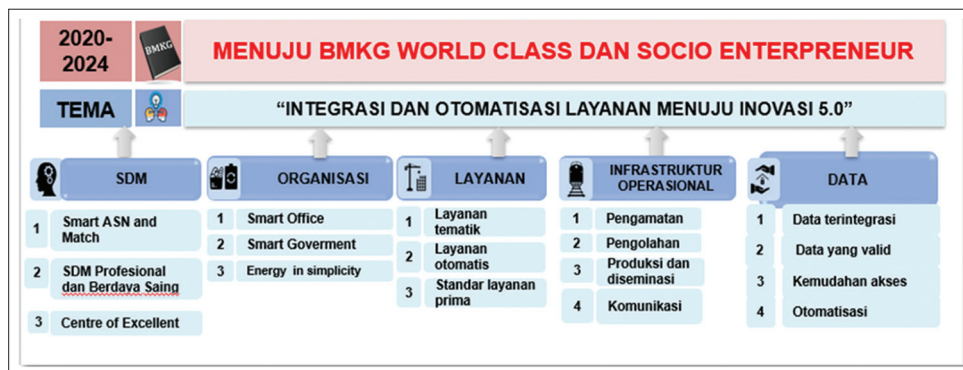 2020-
2024
BMKG
MENUJU BMKG WORLD CLASS DAN SOCIO ENTERPRENEUR
TEMA
“INTEGRASI DAN OTOMATISASI LAYANAN MENUJU INOVASI 5.0”
SDM
1 Smart ASN and
Match
2 SDM Profesional
dan Berdaya Saing
3 Centre of Excellent
ORGANISASI
1 Smart Office
2 Smart Goverment
3 Energy in simplicity
LAYANAN
1 Layanan
tematik
2 Layanan
otomatis
3 Standar layanan
prima
INFRASTRUKTUR
OPERASIONAL
1 Pengamatan
2 Pengolahan
3 Produksi dan
diseminasi
4 Komunikasi
DATA
1 Data terintegrasi
2 Data yang valid
3 Kemudahan akses
4 Otomatisasi